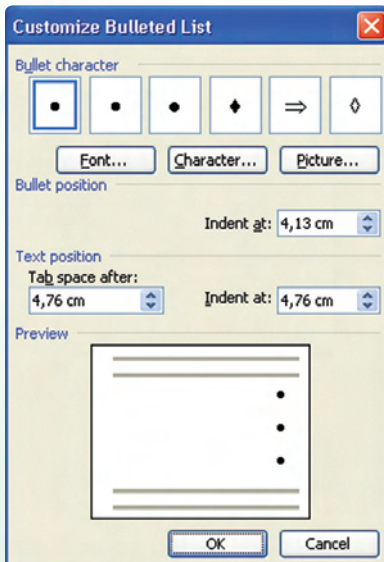 Customize Bulleted List
Bullet character
Font... Character... Picture...
Bullet position
Indent at: 4,13 cm
Text position
Tab space after:
4,76 cm Indent at: 4,76 cm
Preview
OK Cancel